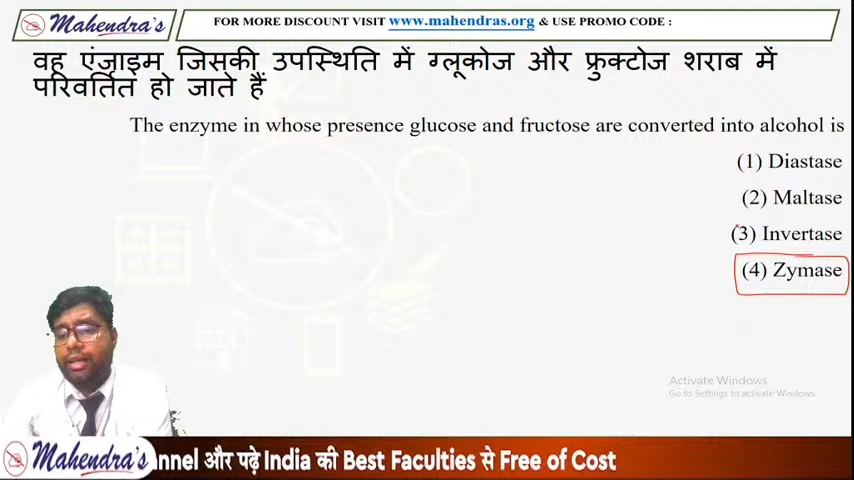 Mahendra's
FOR MORE DISCOUNT VISIT www.mahendras.org & USE PROMO CODE :
वह एंजाइम जिसकी उपस्थिति में ग्लूकोज और फ्रुक्टोज शराब में
परिवर्तित हो जाते हैं
The enzyme in whose presence glucose and fructose are converted into alcohol is
(1) Diastase
(2) Maltase
(3) Invertase
(4) Zymase
Activate Windows
Go to Settings to activate Windows.
Mahendra's
annel और पढ़े India की Best Faculties से Free of Cost